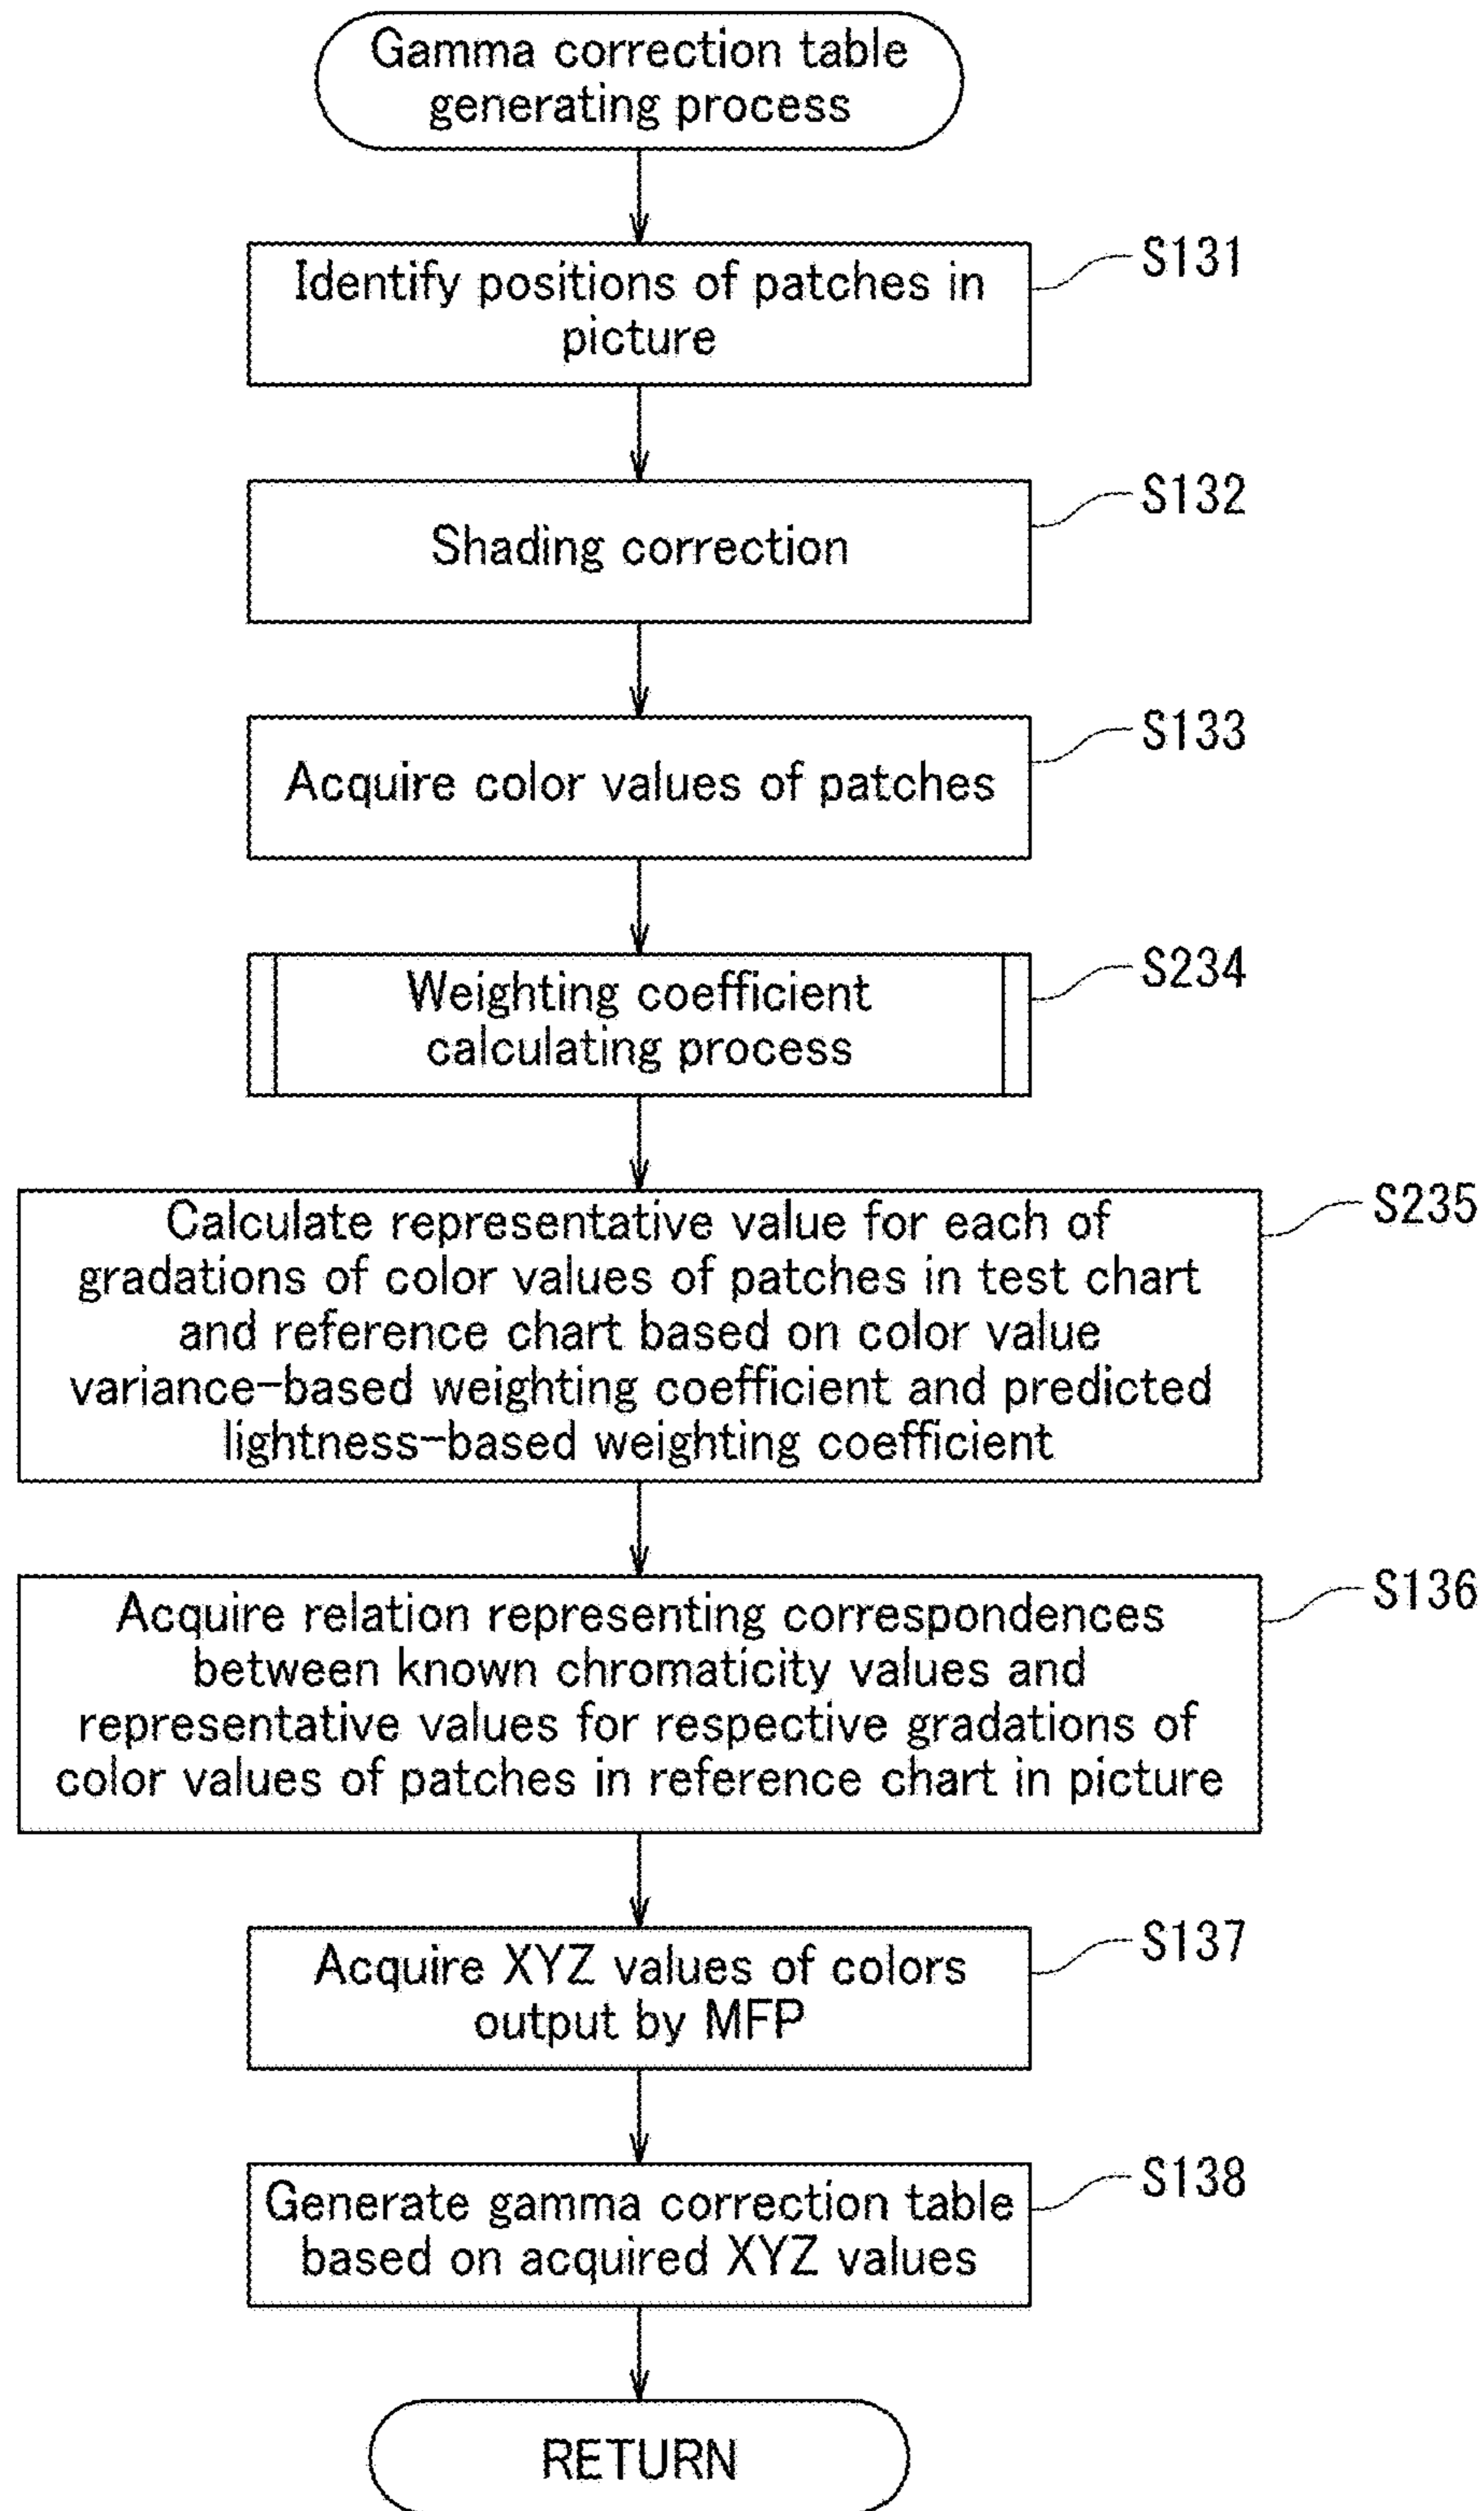 Gamma correction table
generating process
Identify positions of patches in
picture
S131
Shading correction
S132
Acquire color values of patches
S133
Weighting coefficient
calculating process
S234
Calculate representative value for each of
gradations of color values of patches in test chart
and reference chart based on color value
variance-based weighting coefficient and predicted
lightness-based weighting coefficient
S235
Acquire relation representing correspondences
between known chromaticity values and
representative values for respective gradations of
color values of patches in reference chart in picture
S136
Acquire XYZ values of colors
output by MFP
S137
Generate gamma correction table
based on acquired XYZ values
S138
RETURN